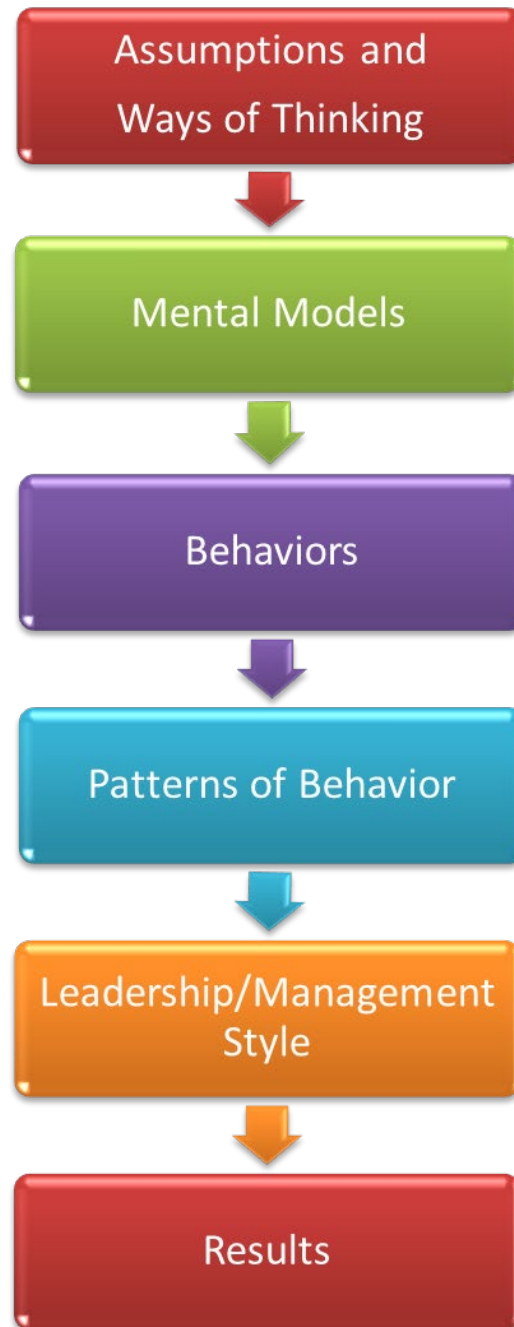 Assumptions and
Ways of Thinking
Mental Models
Behaviors
Patterns of Behavior
Leadership/Management
Style
Results